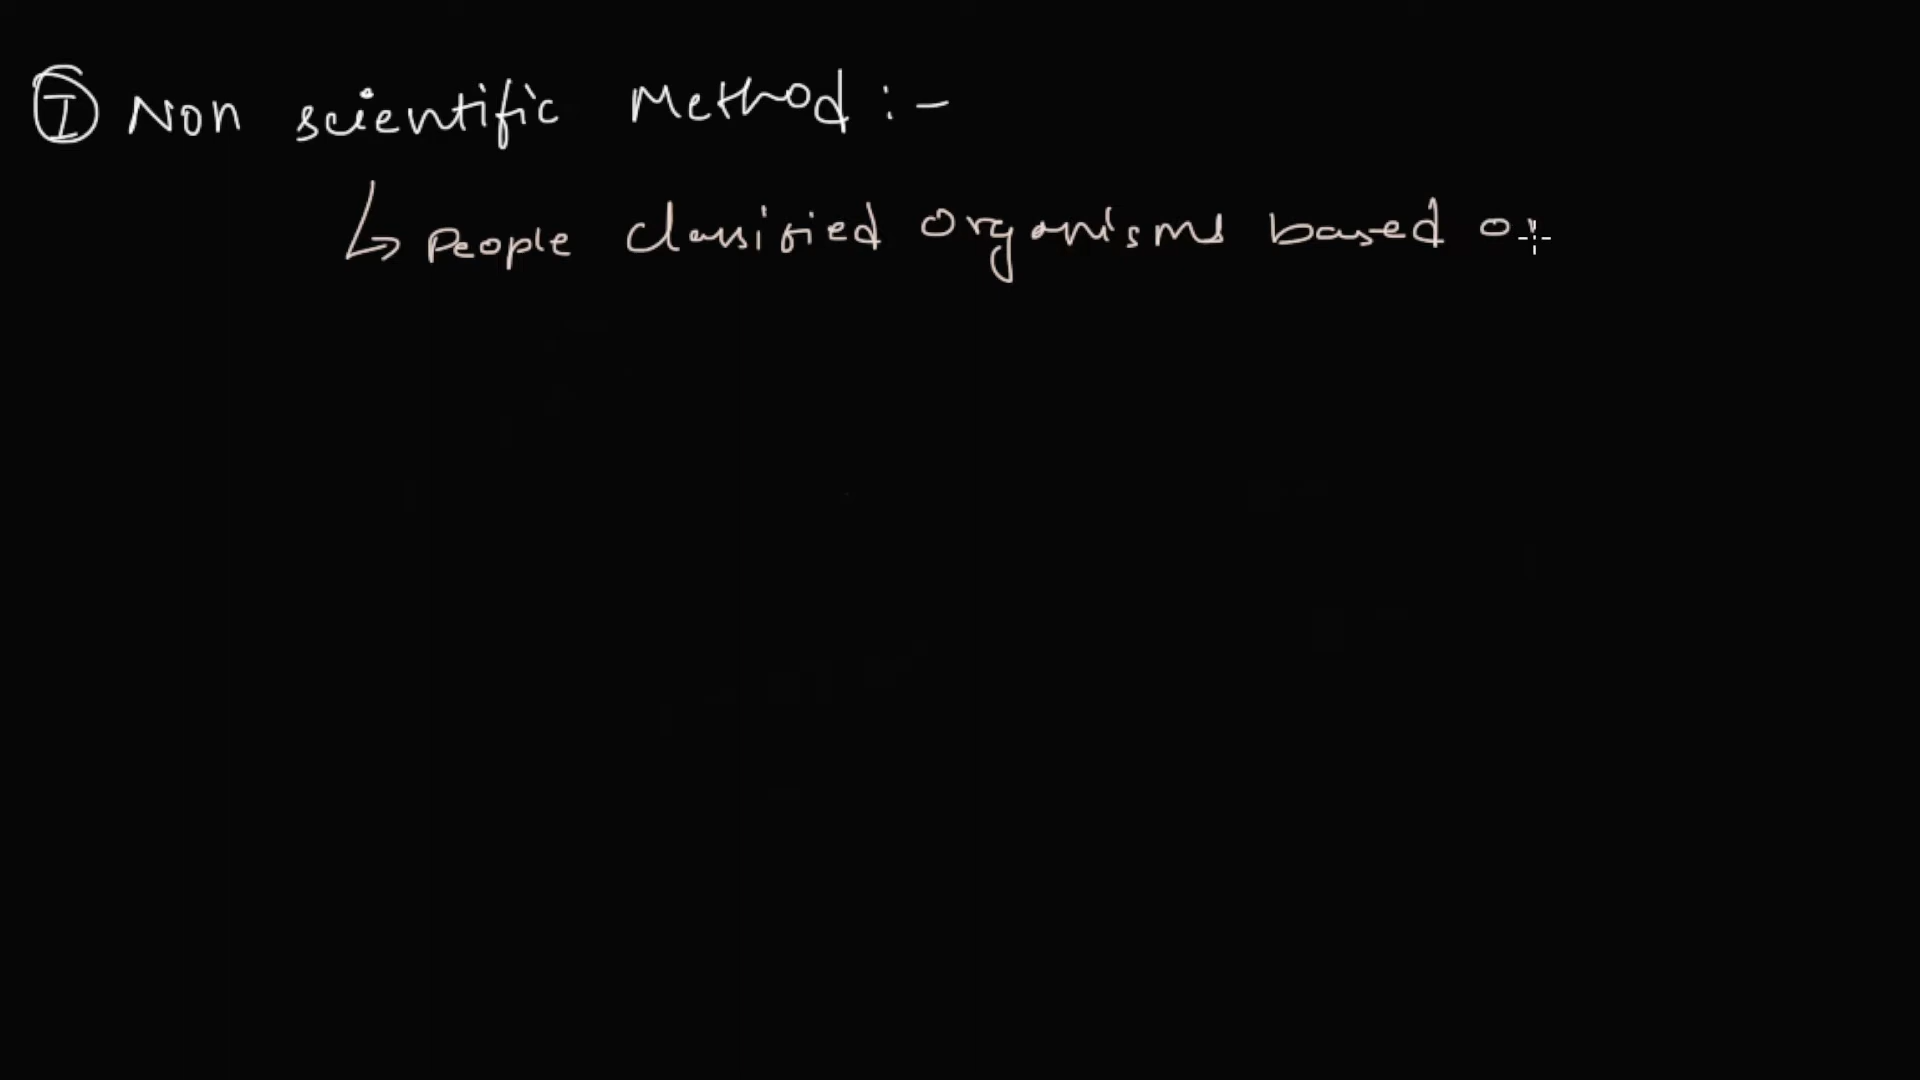 I Non scientific Method :-
↳ People classified organisms based on